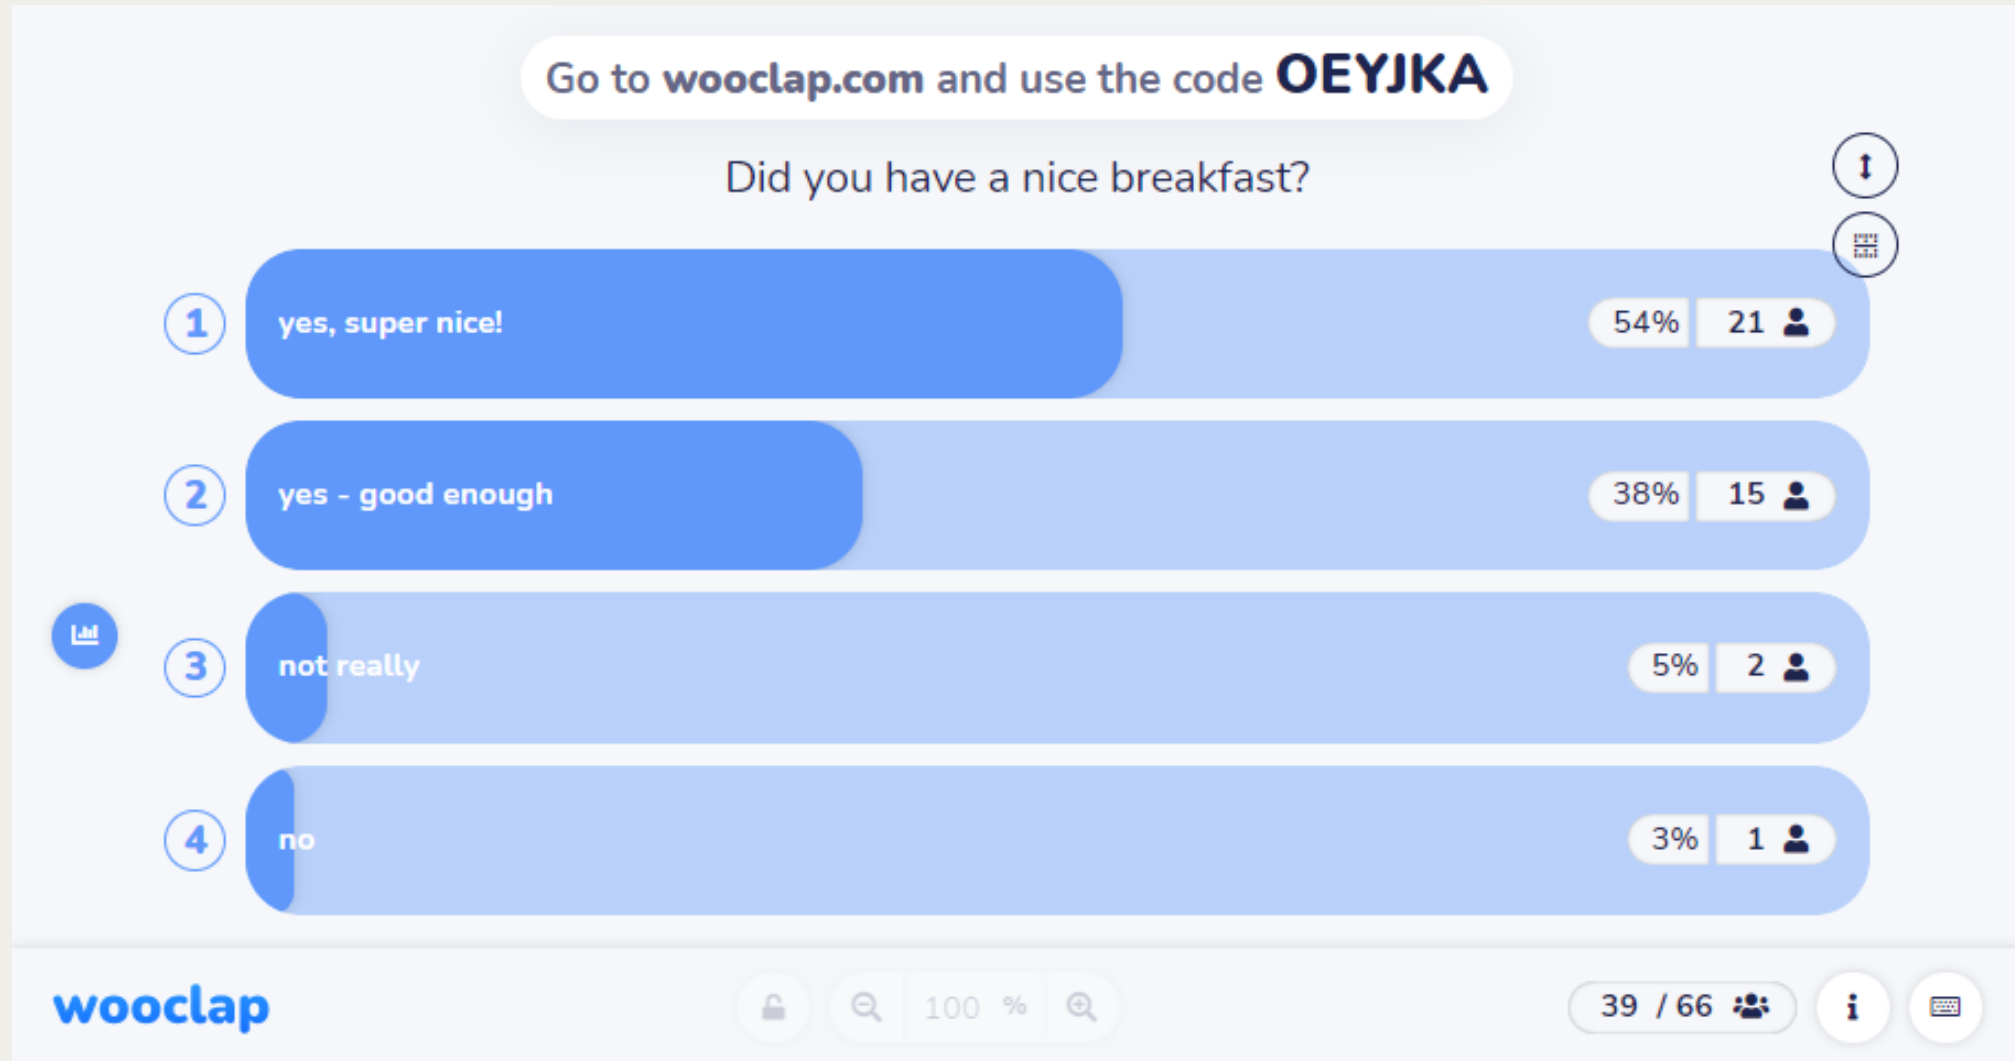 Go to wooclap.com and use the code OEYJKA
Did you have a nice breakfast?
1 yes, super nice! 54% 21
2 yes - good enough 38% 15
3 not really 5% 2
4 no 3% 1
wooclap 100 % 39 / 66 i